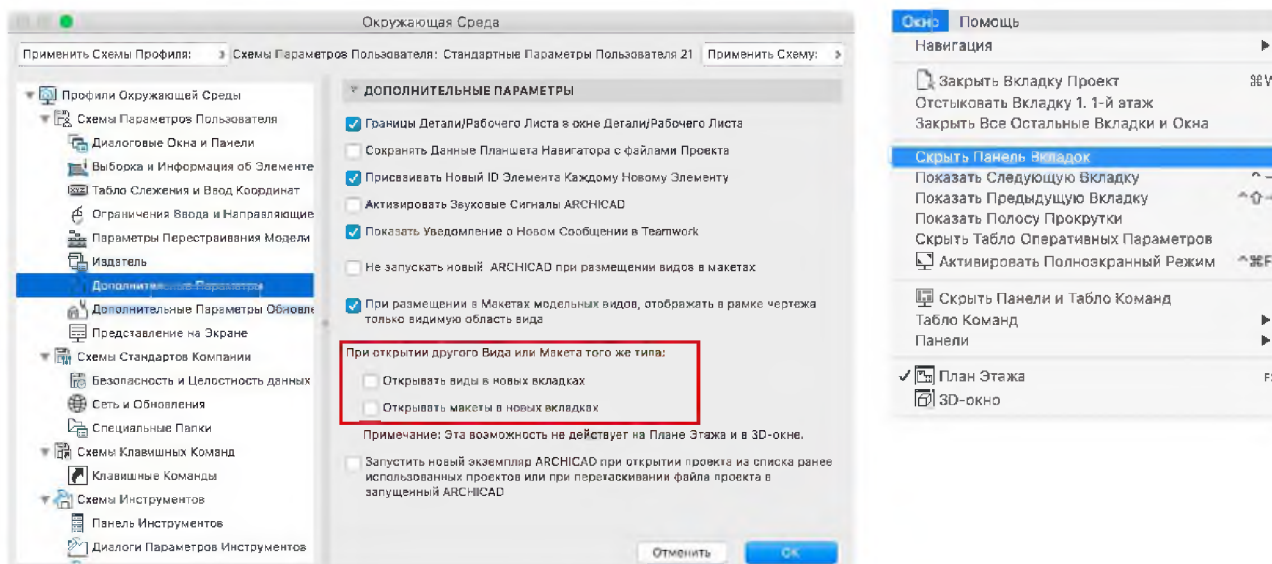 Окружающая Среда
Применить Схемы Профиля: Схемы Параметров Пользователя: Стандартные Параметры Пользователя 21 Применить Схему:
Профили Окружающей Среды
Схемы Параметров Пользователя
Диалоговые Окна и Панели
Выборка и Информация об Элементе
Табло Слежения и Ввод Координат
Ограничения Ввода и Направляющие
Параметры Перестраивания Модели
Издатель
Дополнительные Параметры
Дополнительные Параметры Обновле
Представление на Экране
Схемы Стандартов Компании
Безопасность и Целостность данных
Сеть и Обновления
Специальные Папки
Схемы Клавишных Команд
Клавишные Команды
Схемы Инструментов
Панель Инструментов
Диалоги Параметров Инструментов
ДОПОЛНИТЕЛЬНЫЕ ПАРАМЕТРЫ
Границы Детали/Рабочего Листа в окне Детали/Рабочего Листа
Сохранять Данные Планшета Навигатора с файлами Проекта
Присваивать Новый ID Элемента Каждому Новому Элементу
Активировать Звуковые Сигналы ARCHICAD
Показать Уведомление о Новом Сообщении в Teamwork
Не запускать новый ARCHICAD при размещении видов в макетах
При размещении в Макетах модельных видов, отображать в рамке чертежа
только видимую область вида
При открытии другого Вида или Макета того же типа:
Открывать виды в новых вкладках
Открывать макеты в новых вкладках
Примечание: Эта возможность не действует на Плане Этажа и в 3D-окне.
Запустить новый экземпляр ARCHICAD при открытии проекта из списка ранее
использованных проектов или при перетаскивании файла проекта в
запущенный ARCHICAD
Отменить OK
Окно Помощь
Навигация
Закрыть Вкладку Проект ⌘W
Отстыковать Вкладку 1. 1-й этаж
Закрыть Все Остальные Вкладки и Окна
Скрыть Панель Вкладок
Показать Следующую Вкладку
Показать Предыдущую Вкладку
Показать Полосу Прокрутки
Скрыть Табло Оперативных Параметров
Активировать Полноэкранный Режим ^⌘F
Скрыть Панели и Табло Команд
Табло Команд
Панели
План Этажа
3D-окно